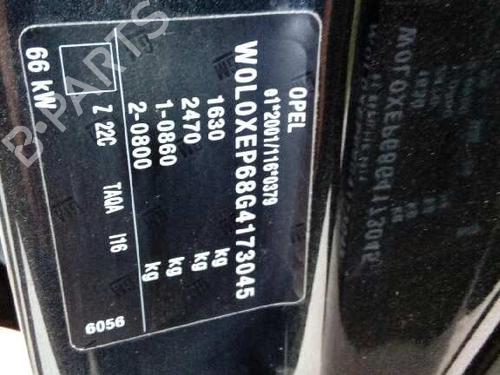 OPEL
e1*2001/116*0379
W0L0XEP68G4173045
1630 kg
2470 kg
1-0860 kg
2-0800 kg
Z 22C TAQA I16
66 kW
6056
B-PARTS